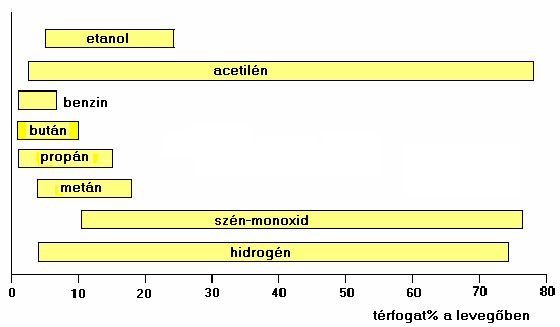 etanol
acetilén
benzin
bután
propán
metán
szén-monoxid
hidrogén
0 10 20 30 40 50 60 70 80
térfogat% a levegőben